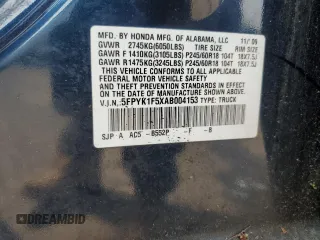 MFD. BY HONDA MFG. OF ALABAMA, LLC 11/09
GVWR 2745KG(6050LBS) TIRE SIZE RIM SIZE
GAWR F 1410KG(3105LBS) P245/60R18 104T 18X7.5J
GAWR R1475KG(3245LBS) P245/60R18 104T 18X7.5J
THIS VEHICLE CONFORMS TO ALL APPLICABLE
FEDERAL MOTOR VEHICLE SAFETY
AND THEFT PREVENTION STANDARDS IN EFFECT
ON THE DATE OF MANUFACTURE SHOWN ABOVE.
V.I.N.:5FPYK1F5XAB004153 TYPE: TRUCK
SJP A AC5 B552P F B
DREAMBID